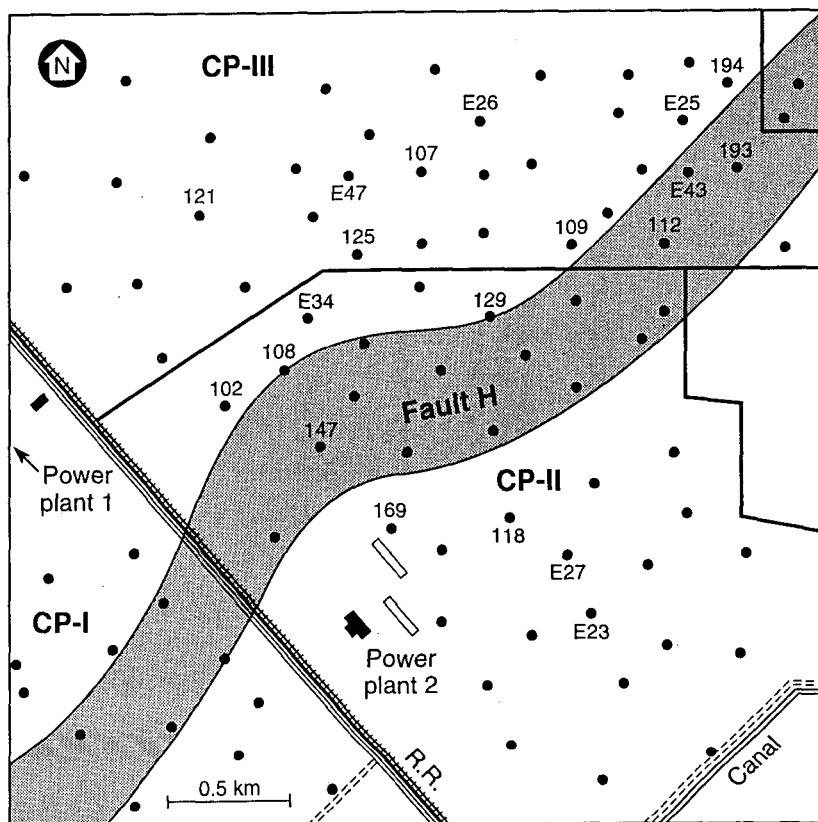 CP-III
N
194
E26
E25
107
193
E47
E43
121
125
109
112
E34
129
108
102
Fault H
147
Power
plant 1
CP-II
169
118
E27
CP-I
E23
Power
plant 2
R.R.
Canal
0.5 km